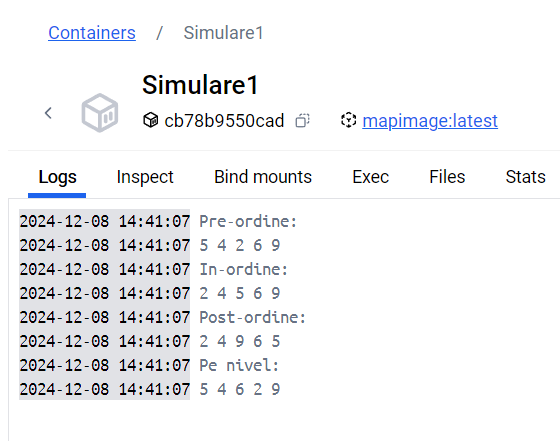 Containers / Simulare1
Simulare1
cb78b9550cad mapimage:latest
Logs Inspect Bind mounts Exec Files Stats
2024-12-08 14:41:07 Pre-ordine:
2024-12-08 14:41:07 5 4 2 6 9
2024-12-08 14:41:07 In-ordine:
2024-12-08 14:41:07 2 4 5 6 9
2024-12-08 14:41:07 Post-ordine:
2024-12-08 14:41:07 2 4 9 6 5
2024-12-08 14:41:07 Pe nivel:
2024-12-08 14:41:07 5 4 6 2 9